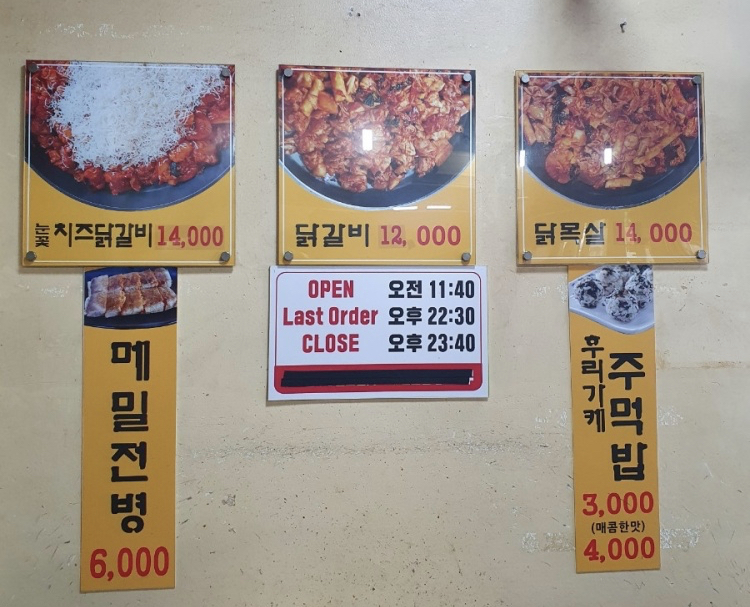 눈꽃 치즈닭갈비 14,000
닭갈비 12,000
닭목살 14,000
OPEN 오전 11:40
Last Order 오후 22:30
CLOSE 오후 23:40
메밀전병
6,000
후리가케
주먹밥
3,000
(매콤한맛)
4,000